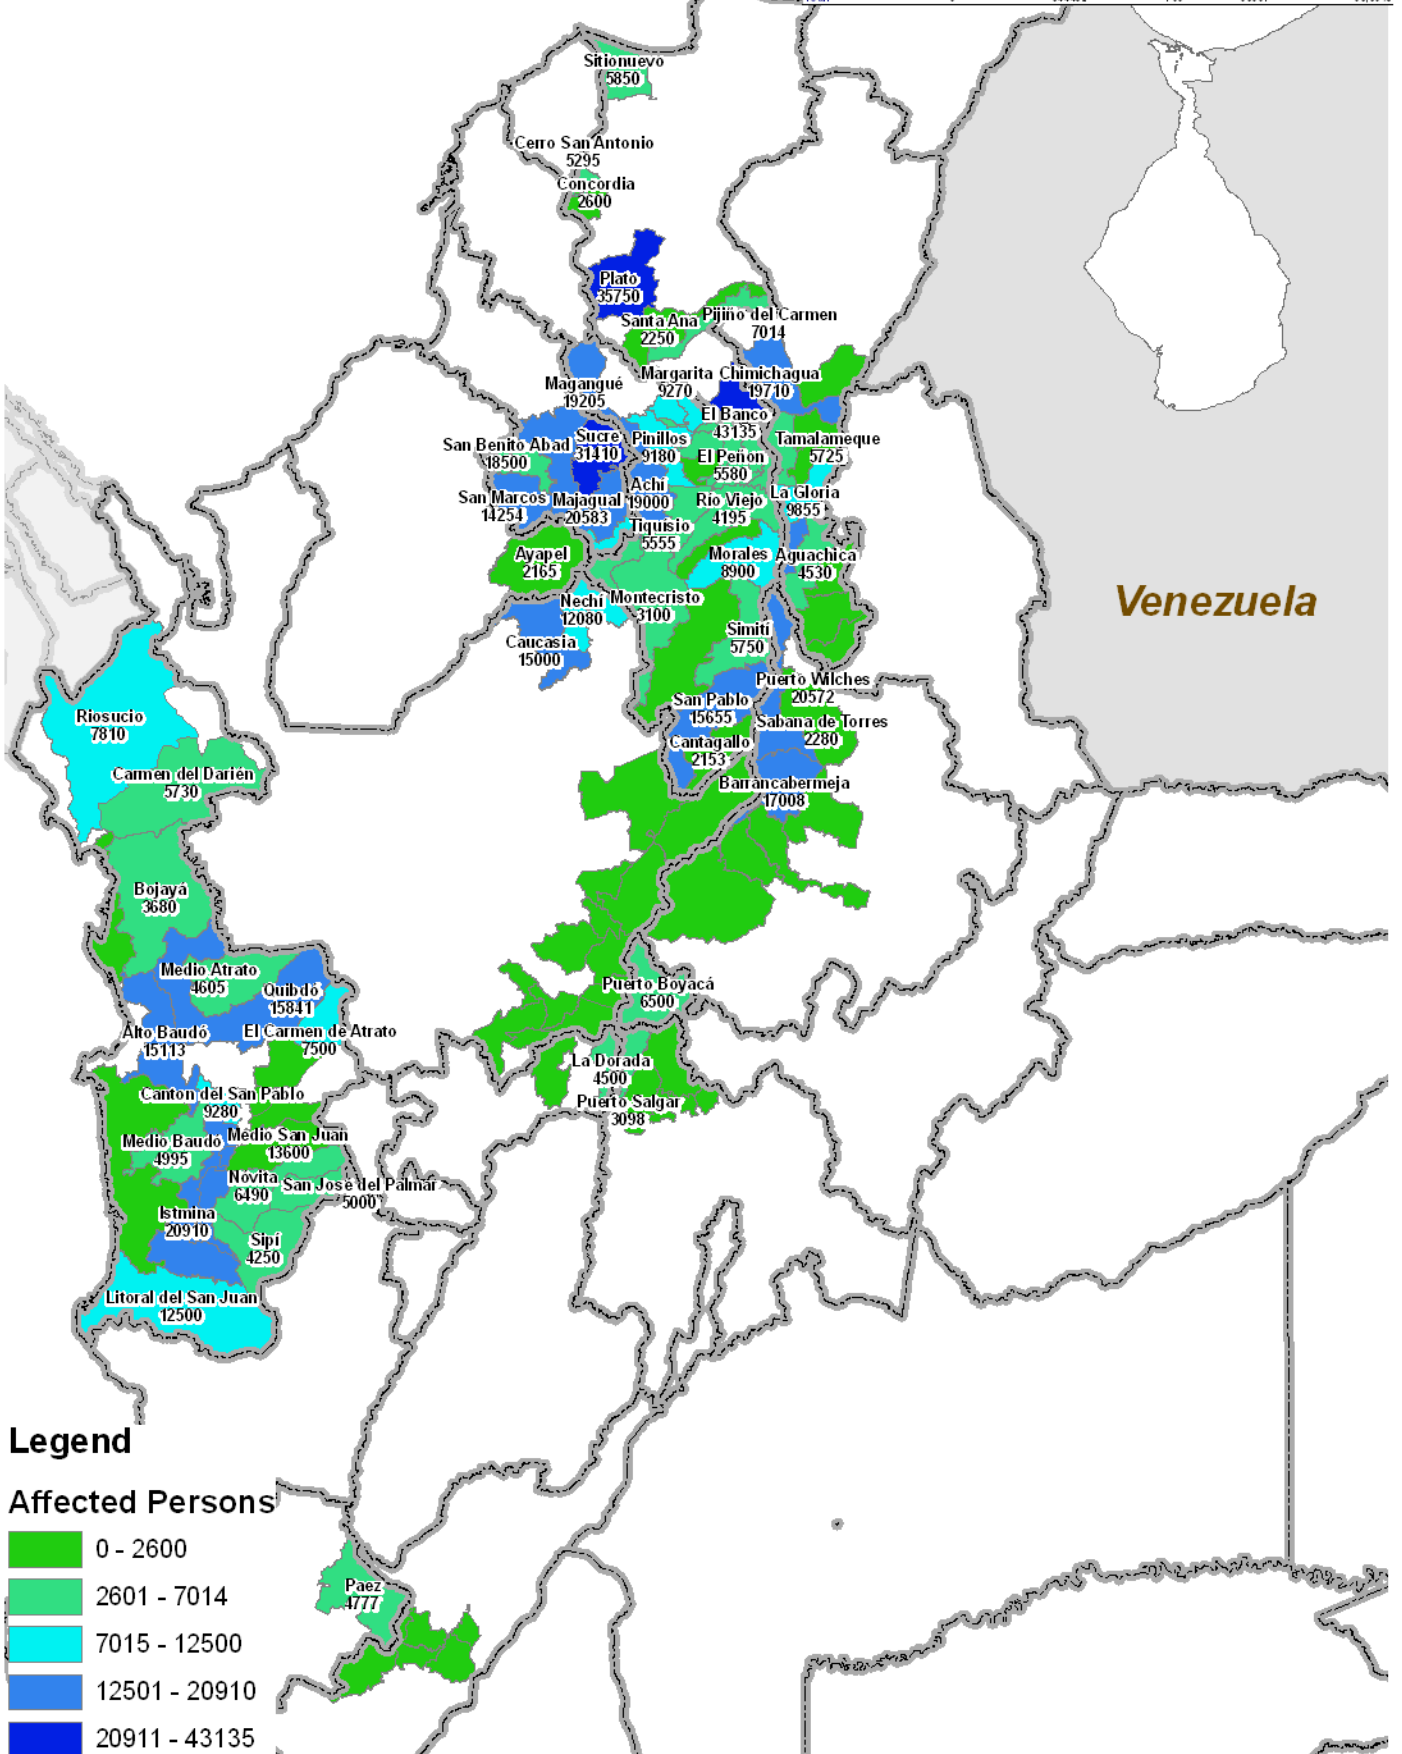 Sitionuevo
5850
Cerro San Antonio
5295
Concordia
2600
Plato
35750
Santa Ana
2250
Pijiño del Carmen
7014
Magangué
19205
Margarita
9270
Chimichagua
19710
El Banco
43135
San Benito Abad
18500
Sucre
31410
Pinillos
9180
El Peñon
5580
Tamalameque
5725
San Marcos
14254
Majagual
20583
Achí
19000
Río Viejo
4195
La Gloria
9855
Tiquisio
5555
Ayapel
2165
Morales
8900
Aguachica
4530
Nechí
12080
Montecristo
3100
Venezuela
Caucasia
15000
Simití
5750
Puerto Wilches
20572
San Pablo
15655
Sabana de Torres
2280
Cantagallo
2153
Barrancabermeja
17008
Riosucio
7810
Carmen del Darién
5730
Bojayá
3680
Medio Atrato
4605
Quibdó
15841
Puerto Boyacá
6500
Alto Baudó
15113
El Carmen de Atrato
7500
La Dorada
4500
Puerto Salgar
3098
Canton del San Pablo
9280
Medio Baudó
4995
Medio San Juan
13600
Novita
6490
San José del Palmar
5000
Istmina
20910
Sipí
4250
Litoral del San Juan
12500
Paez
4777
Legend
Affected Persons
0 - 2600
2601 - 7014
7015 - 12500
12501 - 20910
20911 - 43135